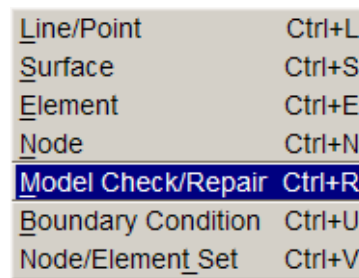 Line/Point Ctrl+L
Surface Ctrl+S
Element Ctrl+E
Node Ctrl+N
Model Check/Repair Ctrl+R
Boundary Condition Ctrl+U
Node/Element Set Ctrl+V